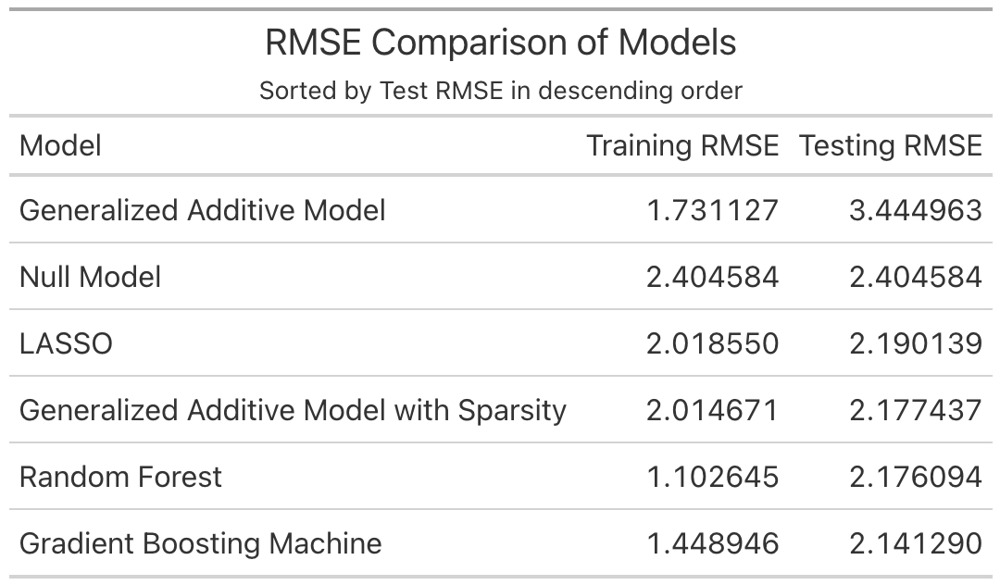 RMSE Comparison of Models
Sorted by Test RMSE in descending order
Model Training RMSE Testing RMSE
Generalized Additive Model 1.731127 3.444963
Null Model 2.404584 2.404584
LASSO 2.018550 2.190139
Generalized Additive Model with Sparsity 2.014671 2.177437
Random Forest 1.102645 2.176094
Gradient Boosting Machine 1.448946 2.141290